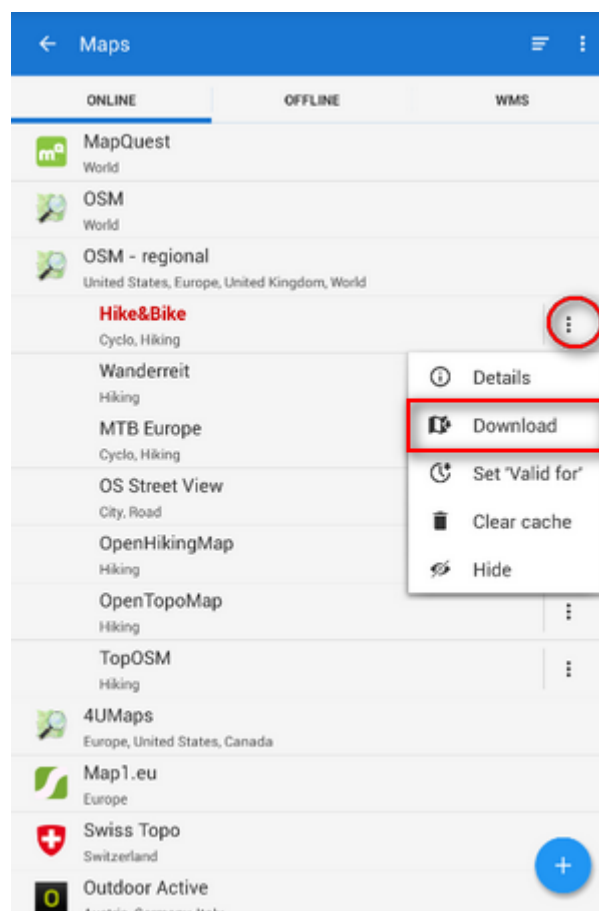 Maps
ONLINE OFFLINE WMS
MapQuest
World
OSM
World
OSM - regional
United States, Europe, United Kingdom, World
Hike&Bike
Cyclo, Hiking
Wanderreit
Hiking
MTB Europe
Cyclo, Hiking
OS Street View
City, Road
OpenHikingMap
Hiking
OpenTopoMap
Hiking
TopOSM
Hiking
Details
Download
Set 'Valid for'
Clear cache
Hide
4UMaps
Europe, United States, Canada
Map1.eu
Europe
Swiss Topo
Switzerland
Outdoor Active